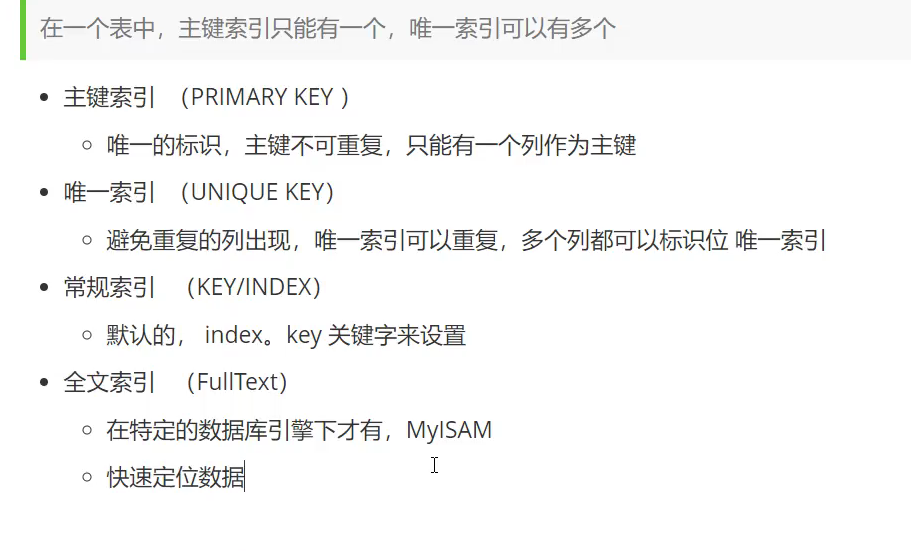 在一个表中，主键索引只能有一个，唯一索引可以有多个
主键索引 （PRIMARY KEY ）
唯一的标识，主键不可重复，只能有一个列作为主键
唯一索引 （UNIQUE KEY）
避免重复的列出现，唯一索引可以重复，多个列都可以标识位 唯一索引
常规索引 （KEY/INDEX）
默认的， index。key 关键字来设置
全文索引 （FullText）
在特定的数据库引擎下才有，MyISAM
快速定位数据